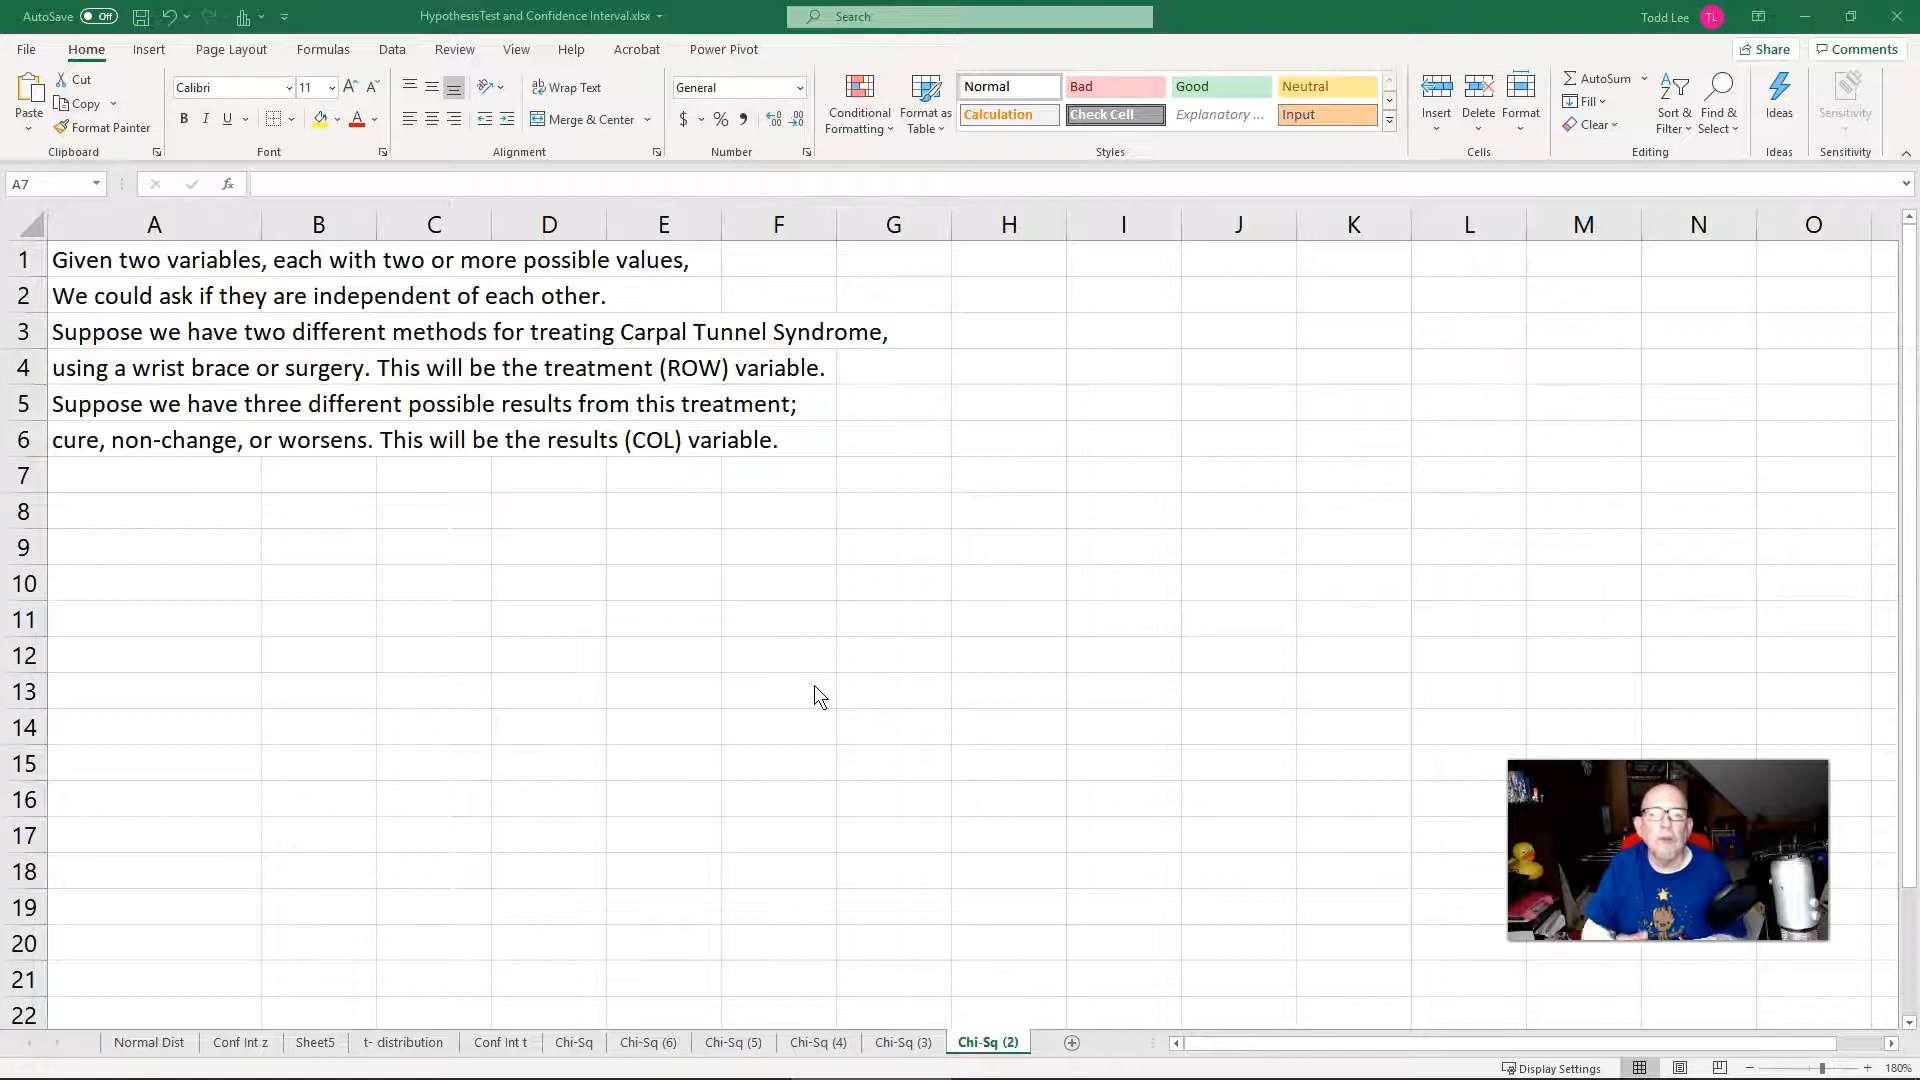 AutoSave Off HypothesisTest and Confidence Interval.xlsx Search Todd Lee TL
File Home Insert Page Layout Formulas Data Review View Help Acrobat Power Pivot Share Comments
Cut
Copy
Format Painter
Paste
Clipboard
Calibri 11
B I U
Font
Wrap Text
Merge & Center
Alignment
General
$ % ,
Number
Conditional Formatting
Format as Table
Normal Bad Good Neutral
Calculation Check Cell Explanatory ... Input
Styles
Insert Delete Format
Cells
AutoSum
Fill
Clear
Sort & Filter
Find & Select
Editing
Ideas
Ideas
Sensitivity
Sensitivity
A7 fx
A B C D E F G H I J K L M N O
1 Given two variables, each with two or more possible values,
2 We could ask if they are independent of each other.
3 Suppose we have two different methods for treating Carpal Tunnel Syndrome,
4 using a wrist brace or surgery. This will be the treatment (ROW) variable.
5 Suppose we have three different possible results from this treatment;
6 cure, non-change, or worsens. This will be the results (COL) variable.
7
8
9
10
11
12
13
14
15
16
17
18
19
20
21
22
Normal Dist Conf Int z Sheet5 t- distribution Conf Int t Chi-Sq Chi-Sq (6) Chi-Sq (5) Chi-Sq (4) Chi-Sq (3) Chi-Sq (2)
Display Settings 180%